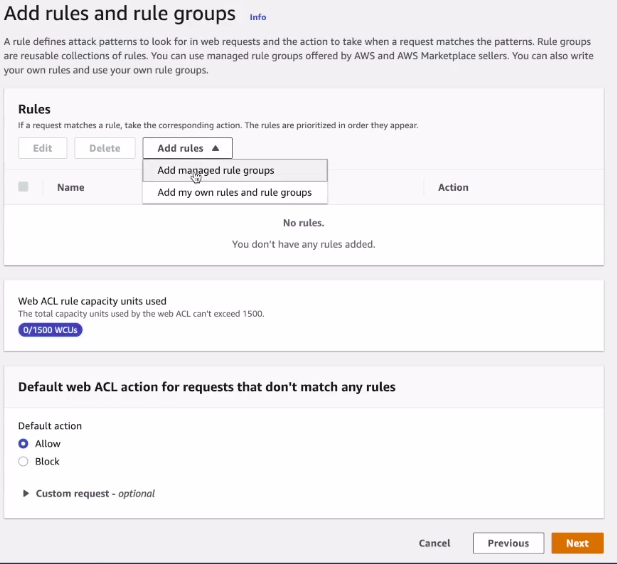 Add rules and rule groups Info
A rule defines attack patterns to look for in web requests and the action to take when a request matches the patterns. Rule groups
are reusable collections of rules. You can use managed rule groups offered by AWS and AWS Marketplace sellers. You can also write
your own rules and use your own rule groups.
Rules
If a request matches a rule, take the corresponding action. The rules are prioritized in order they appear.
Edit Delete Add rules
Add managed rule groups
Add my own rules and rule groups
Name Action
No rules.
You don't have any rules added.
Web ACL rule capacity units used
The total capacity units used by the web ACL can't exceed 1500.
0/1500 WCUs
Default web ACL action for requests that don't match any rules
Default action
Allow
Block
Custom request - optional
Cancel Previous Next